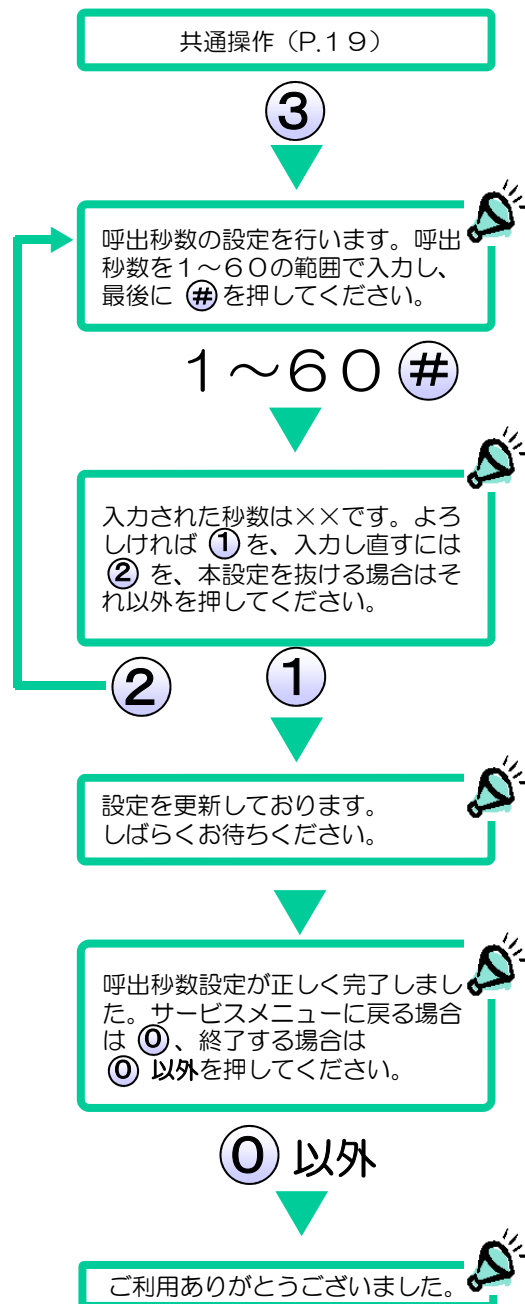 共通操作（P.１９）
③
呼出秒数の設定を行います。呼出
秒数を１～６０の範囲で入力し、
最後に #を押してください。
１～６０ #
入力された秒数は××です。よろ
しければ ① を、入力し直すには
② を、本設定を抜ける場合はそ
れ以外を押してください。
② ①
設定を更新しております。
しばらくお待ちください。
呼出秒数設定が正しく完了しまし
た。サービスメニューに戻る場合
は ⓪、終了する場合は
⓪ 以外を押してください。
⓪ 以外
ご利用ありがとうございました。